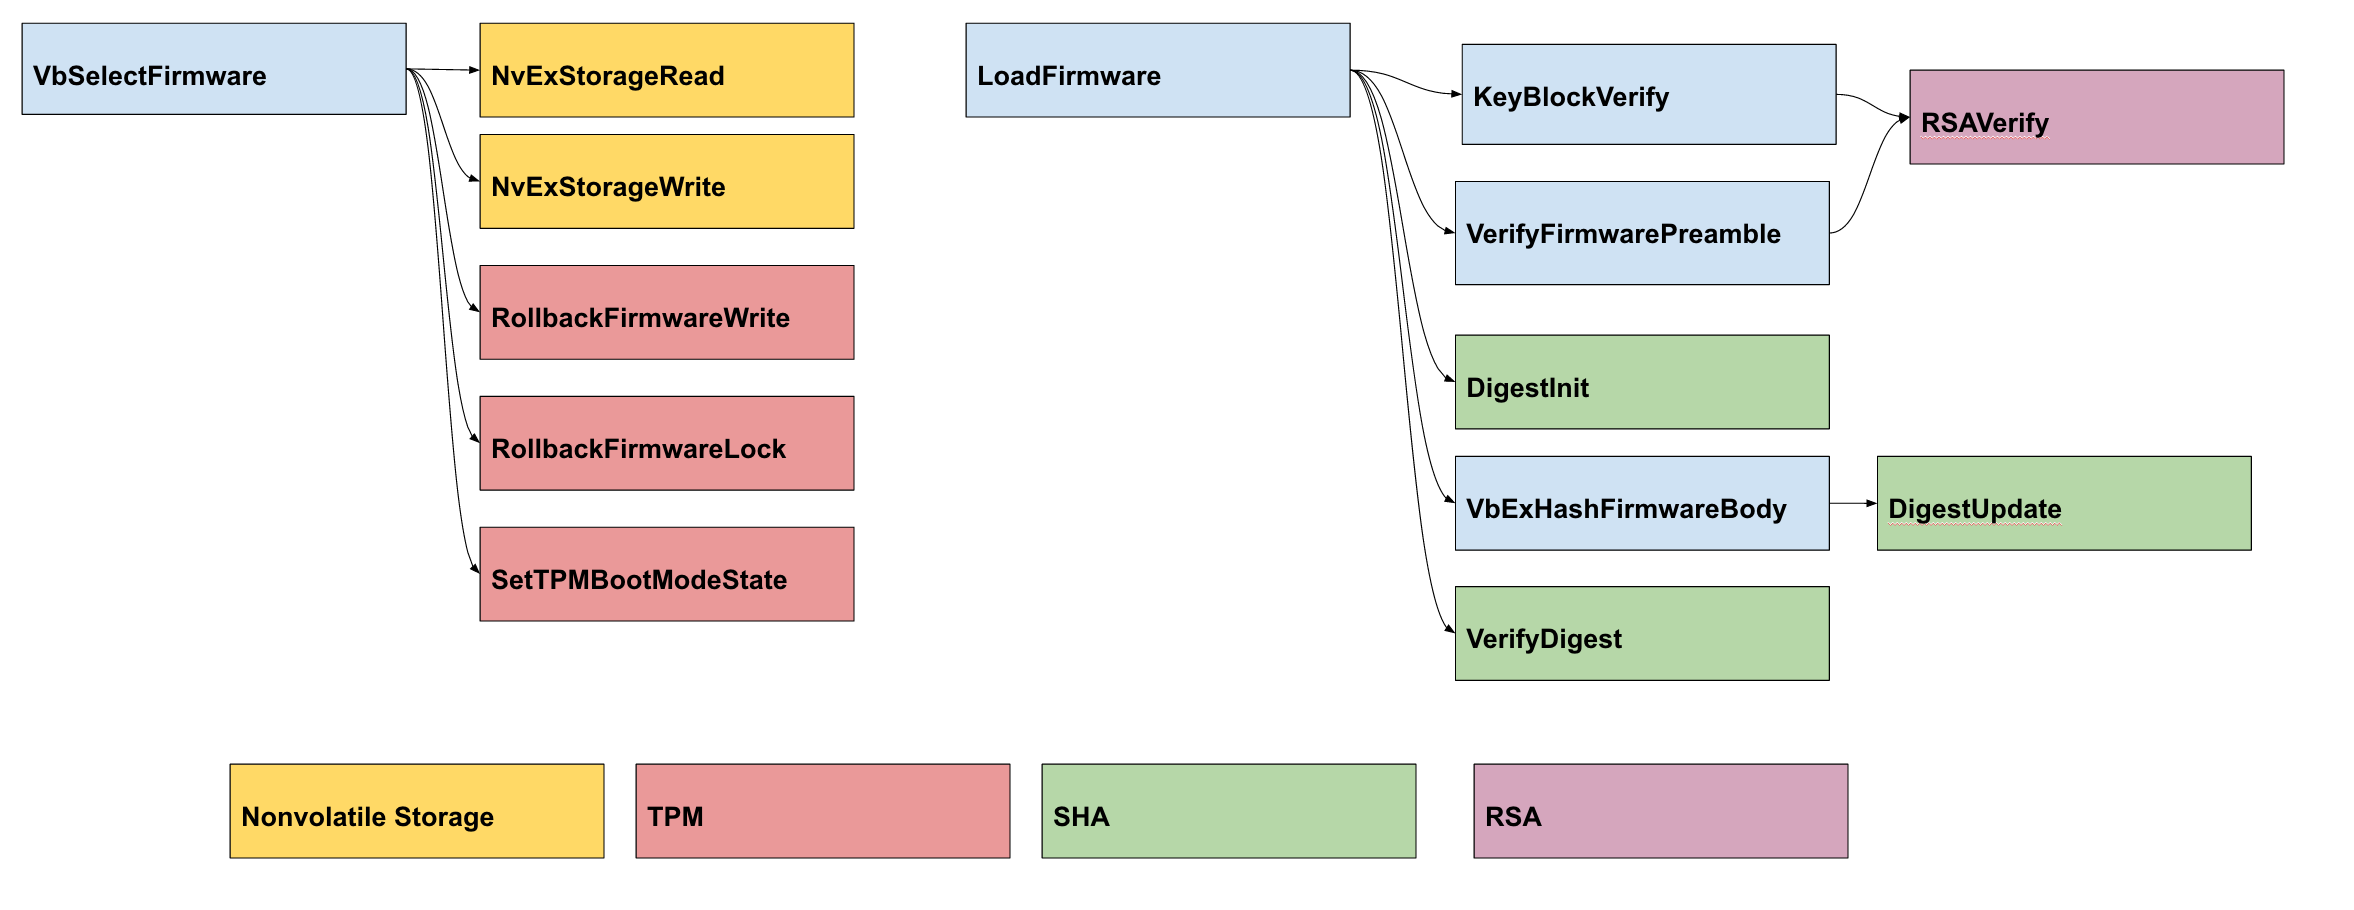 VbSelectFirmware
NvExStorageRead
NvExStorageWrite
RollbackFirmwareWrite
RollbackFirmwareLock
SetTPMBootModeState
LoadFirmware
KeyBlockVerify
RSAVerify
VerifyFirmwarePreamble
DigestInit
VbExHashFirmwareBody
DigestUpdate
VerifyDigest
Nonvolatile Storage
TPM
SHA
RSA